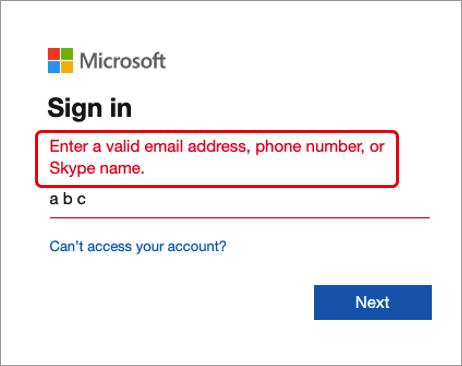 Microsoft
Sign in
Enter a valid email address, phone number, or
Skype name.
a b c
Can't access your account?
Next